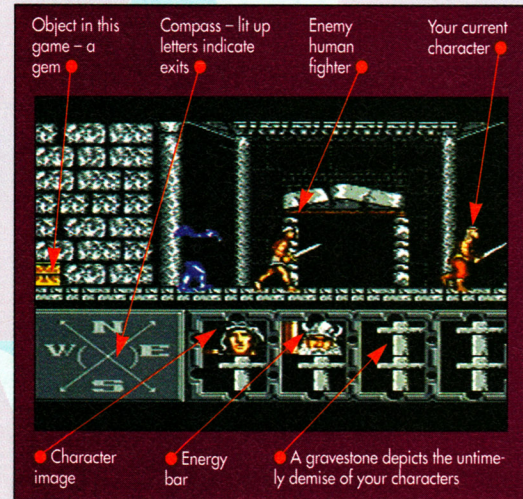 Object in this
game – a
gem
Compass – lit up
letters indicate
exits
Enemy
human
fighter
Your current
character
N
W E
S
Character
image
Energy
bar
A gravestone depicts the untime-
ly demise of your characters